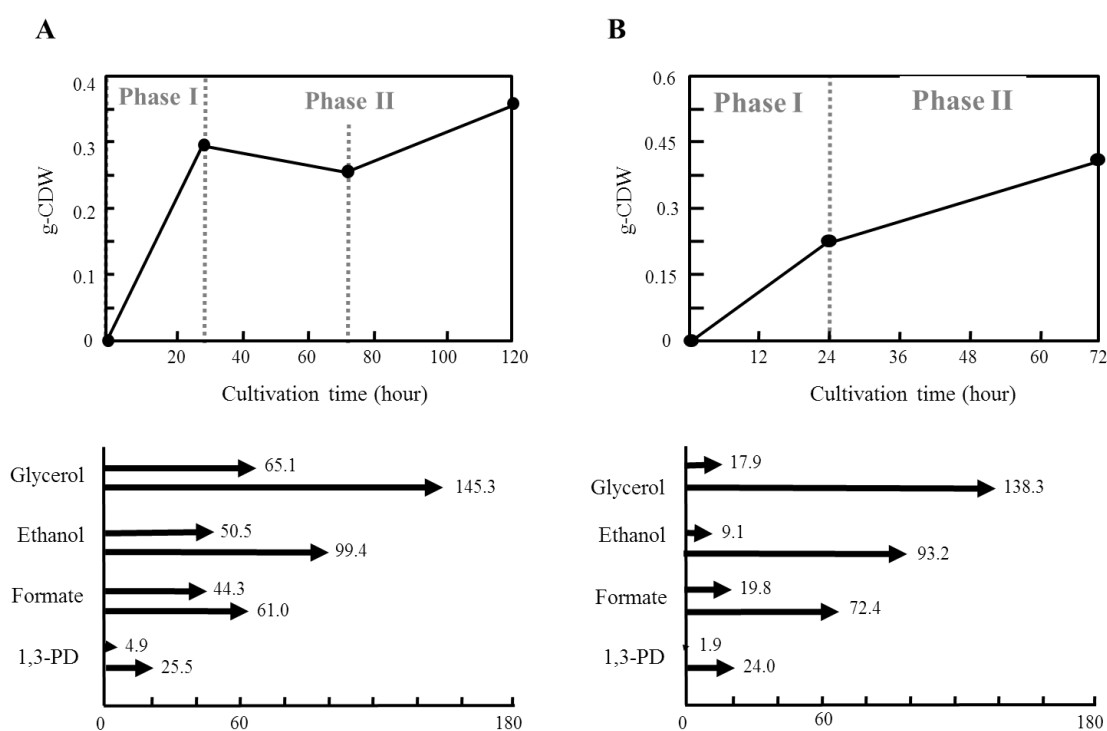 A
B
0.4
0.3
0.2
0.1
0
g-CDW
Phase I
Phase II
20
40
60
80
100
120
Cultivation time (hour)
0.6
0.45
0.3
0.15
0
g-CDW
Phase I
Phase II
12
24
36
48
60
72
Cultivation time (hour)
Glycerol
65.1
145.3
Ethanol
50.5
99.4
Formate
44.3
61.0
1,3-PD
4.9
25.5
0
60
180
Glycerol
17.9
138.3
Ethanol
9.1
93.2
Formate
19.8
72.4
1,3-PD
1.9
24.0
0
60
180